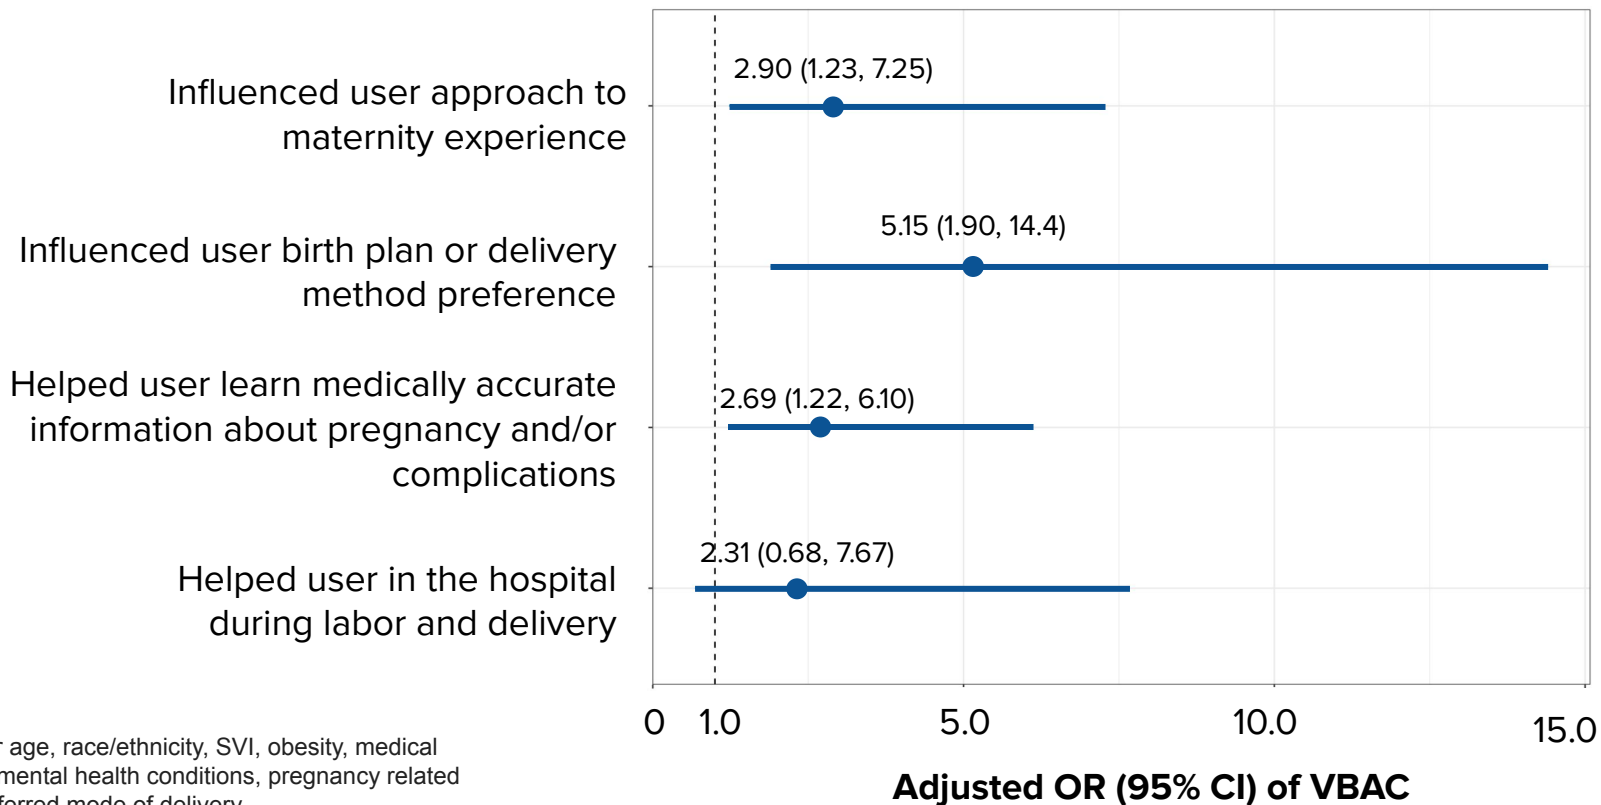 2.90 (1.23, 7.25)
Influenced user approach to
maternity experience
5.15 (1.90, 14.4)
Influenced user birth plan or delivery
method preference
Helped user learn medically accurate
information about pregnancy and/or
complications
2.69 (1.22, 6.10)
2.31 (0.68, 7.67)
Helped user in the hospital
during labor and delivery
0 1.0 5.0 10.0 15.0
Adjusted OR (95% CI) of VBAC
age, race/ethnicity, SVI, obesity, medical
mental health conditions, pregnancy related
mode of delivery